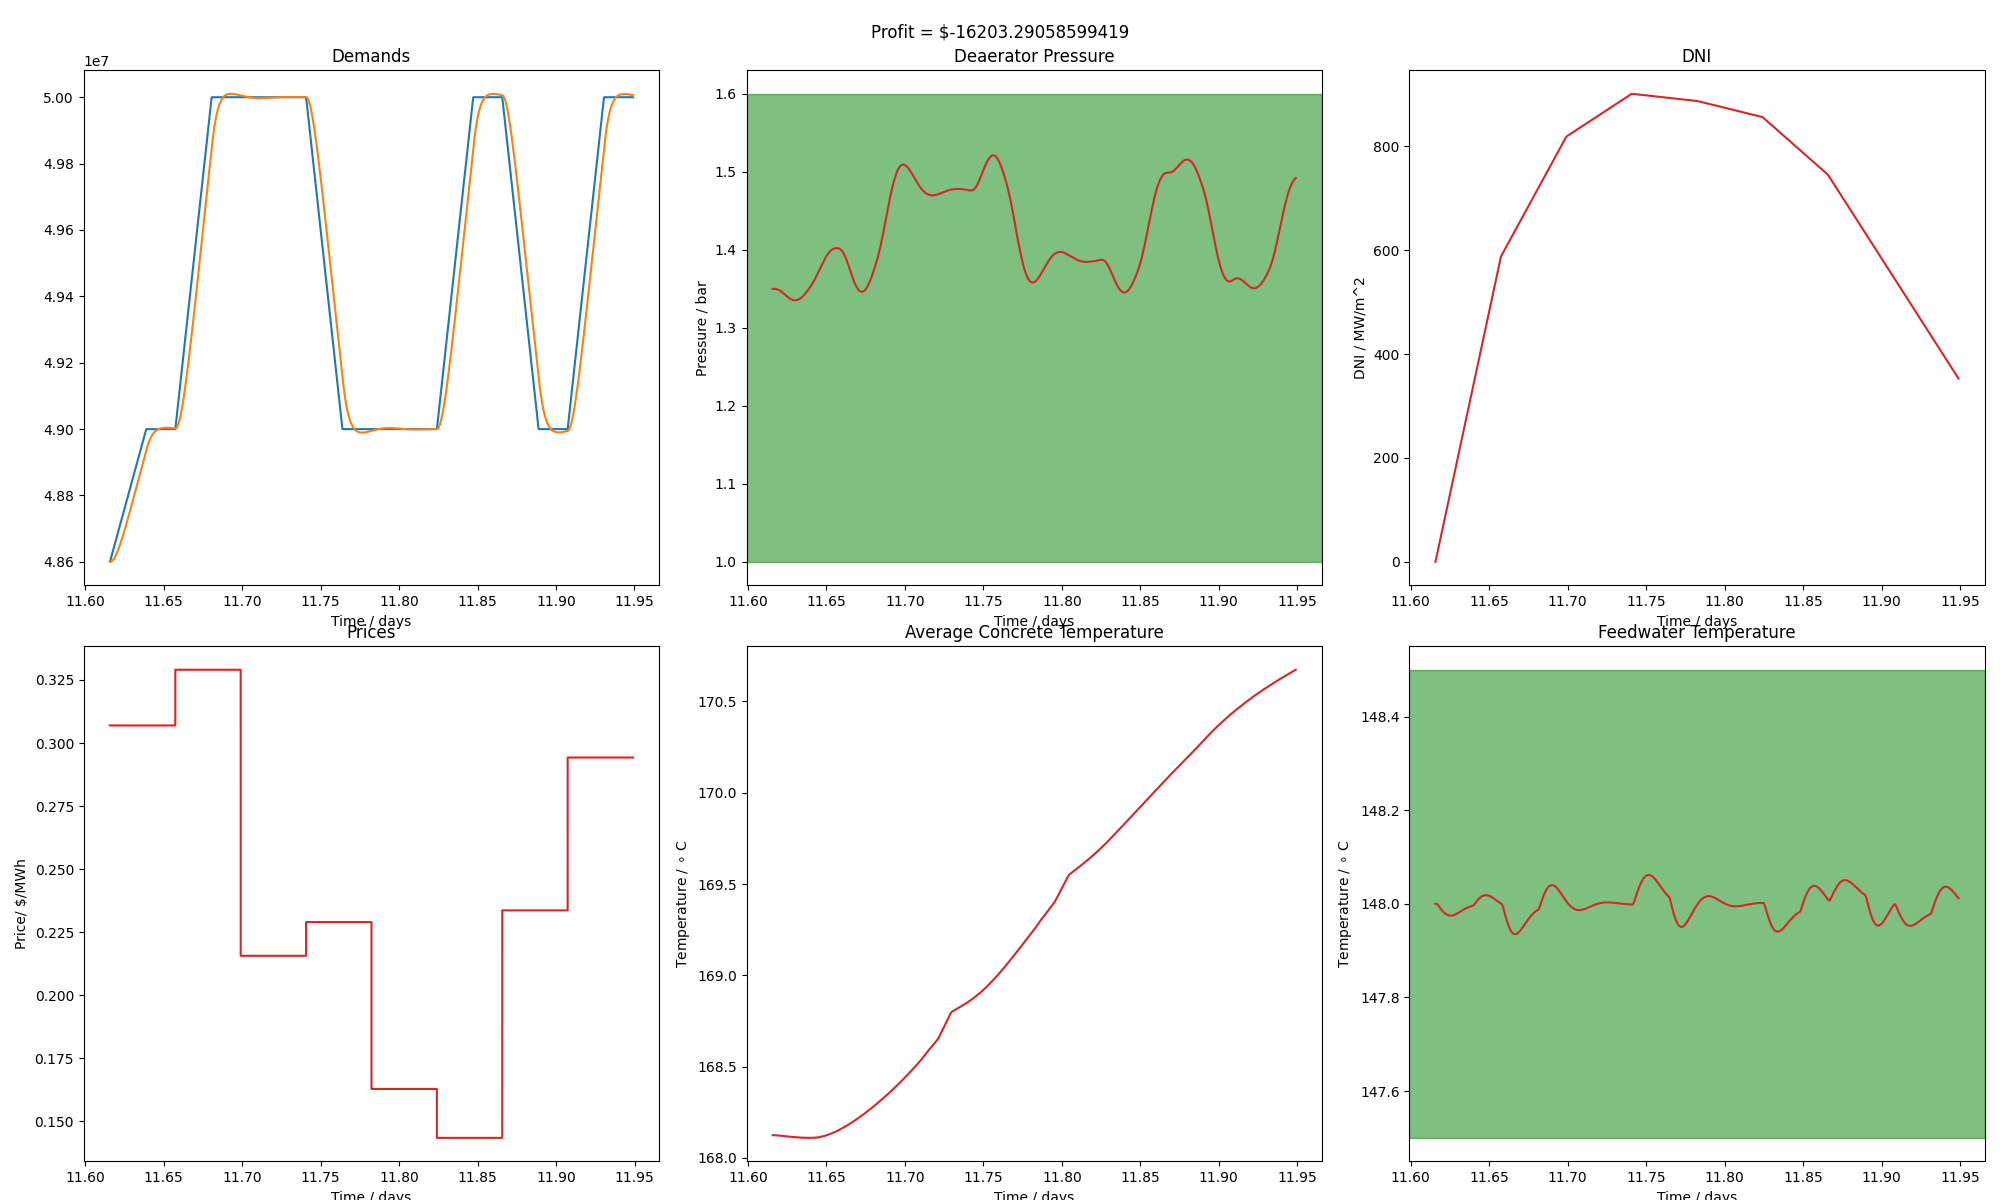 Profit = $-16203.29058599419
Demands
1e7
5.00
4.98
4.96
4.94
4.92
4.90
4.88
4.86
11.60 11.65 11.70 11.75 11.80 11.85 11.90 11.95
Time / days
Deaerator Pressure
Pressure / bar
1.6
1.5
1.4
1.3
1.2
1.1
1.0
11.60 11.65 11.70 11.75 11.80 11.85 11.90 11.95
Time / days
DNI
DNI / MW/m^2
800
600
400
200
0
11.60 11.65 11.70 11.75 11.80 11.85 11.90 11.95
Time / days
Prices
Price/ $/MWh
0.325
0.300
0.275
0.250
0.225
0.200
0.175
0.150
11.60 11.65 11.70 11.75 11.80 11.85 11.90 11.95
Time / days
Average Concrete Temperature
Temperature / ∘ C
170.5
170.0
169.5
169.0
168.5
168.0
11.60 11.65 11.70 11.75 11.80 11.85 11.90 11.95
Time / days
Feedwater Temperature
Temperature / ∘ C
148.4
148.2
148.0
147.8
147.6
11.60 11.65 11.70 11.75 11.80 11.85 11.90 11.95
Time / days